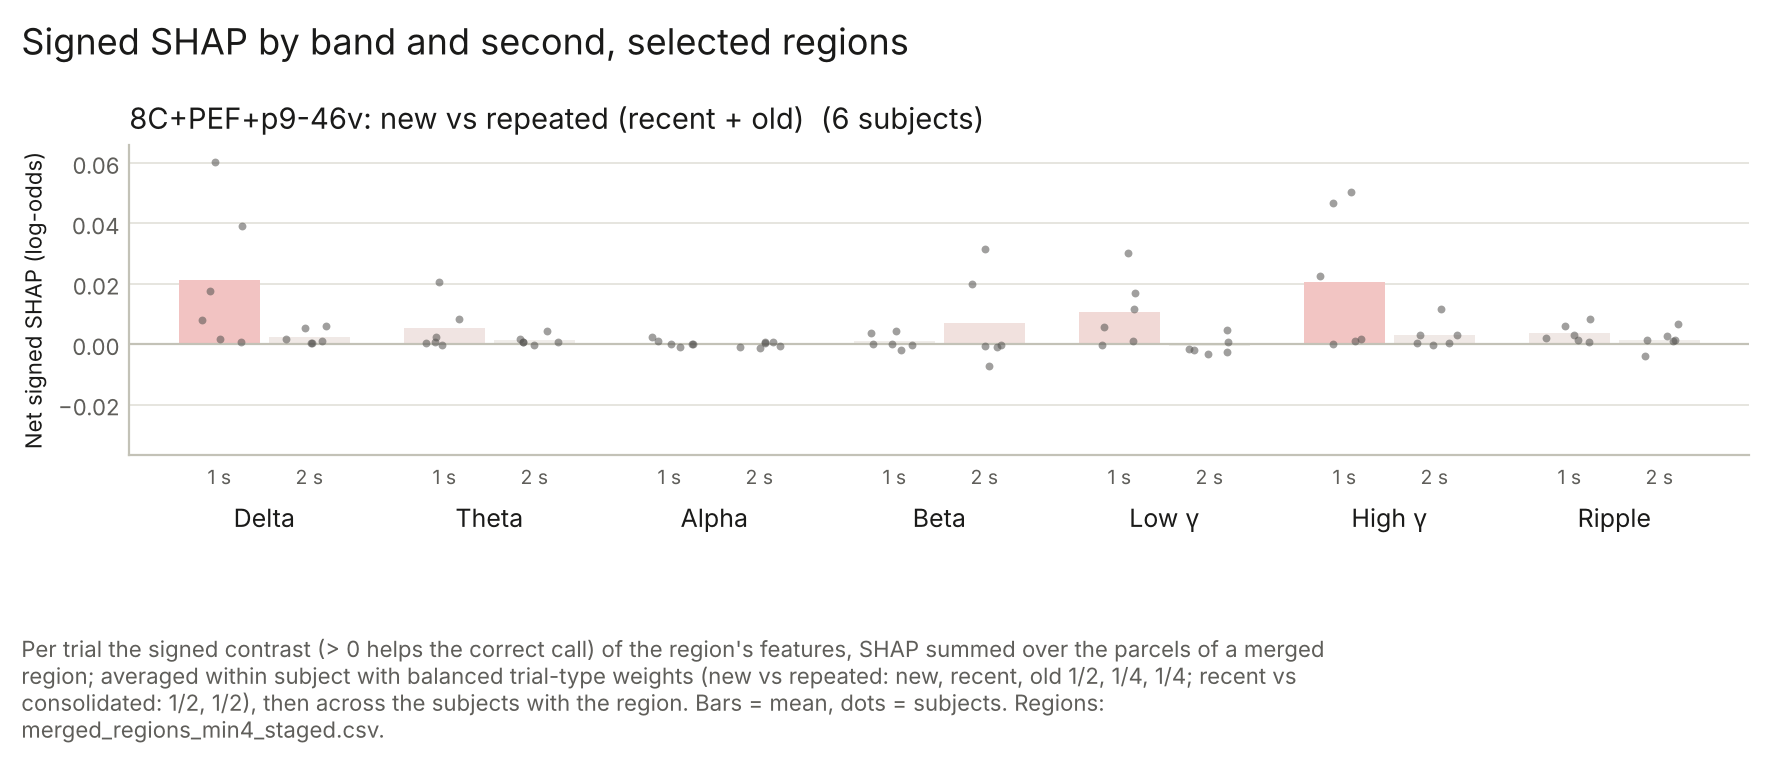 Signed SHAP by band and second, selected regions
8C+PEF+p9-46v: new vs repeated (recent + old)  (6 subjects)
Net signed SHAP (log-odds)
0.06
0.04
0.02
0.00
−0.02
1 s 2 s 1 s 2 s 1 s 2 s 1 s 2 s 1 s 2 s 1 s 2 s 1 s 2 s
Delta Theta Alpha Beta Low γ High γ Ripple
Per trial the signed contrast (> 0 helps the correct call) of the region's features, SHAP summed over the parcels of a merged
region; averaged within subject with balanced trial-type weights (new vs repeated: new, recent, old 1/2, 1/4, 1/4; recent vs
consolidated: 1/2, 1/2), then across the subjects with the region. Bars = mean, dots = subjects. Regions:
merged_regions_min4_staged.csv.